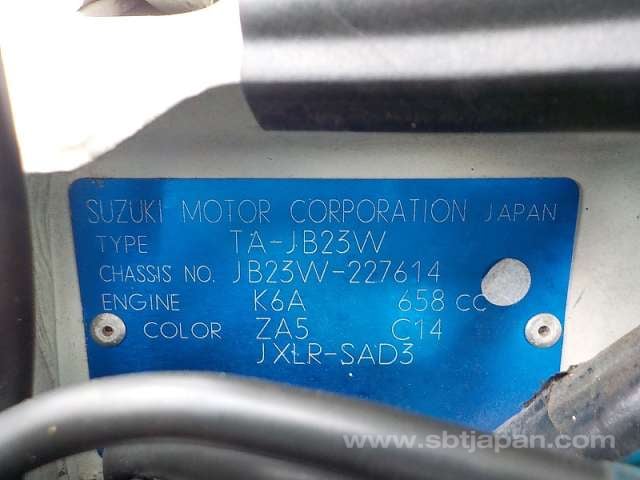 SUZUKI MOTOR CORPORATION JAPAN
TYPE TA-JB23W
CHASSIS NO. JB23W-227614
ENGINE K6A 658 CC
COLOR ZA5 C14
JXLR-SAD3
www.sbtjapan.com